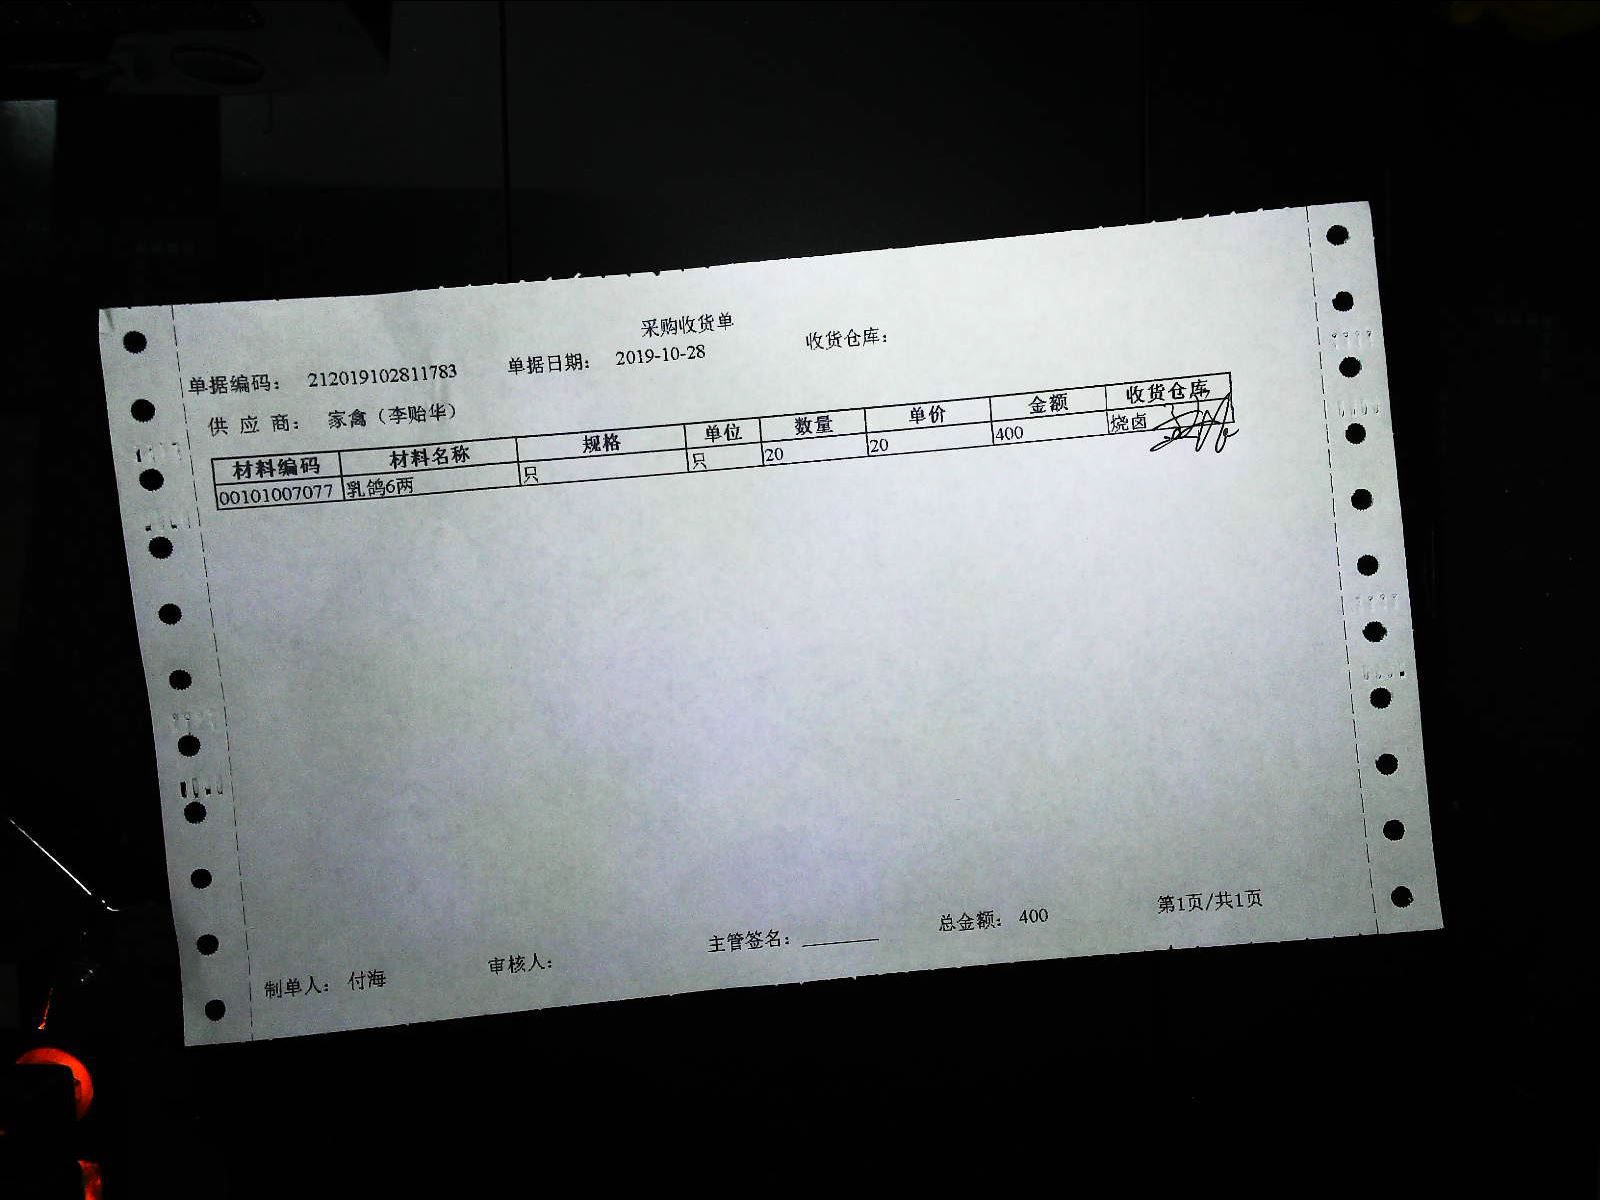 采购收货单
单据编码： 212019102811783 单据日期： 2019-10-28 收货仓库：
供 应 商： 家禽（李贻华）
材料编码 材料名称 规格 单位 数量 单价 金额 收货仓库
00101007077 乳鸽6两 只 只 20 20 400 烧卤
制单人： 付海 审核人： 主管签名： 总金额： 400 第1页/共1页